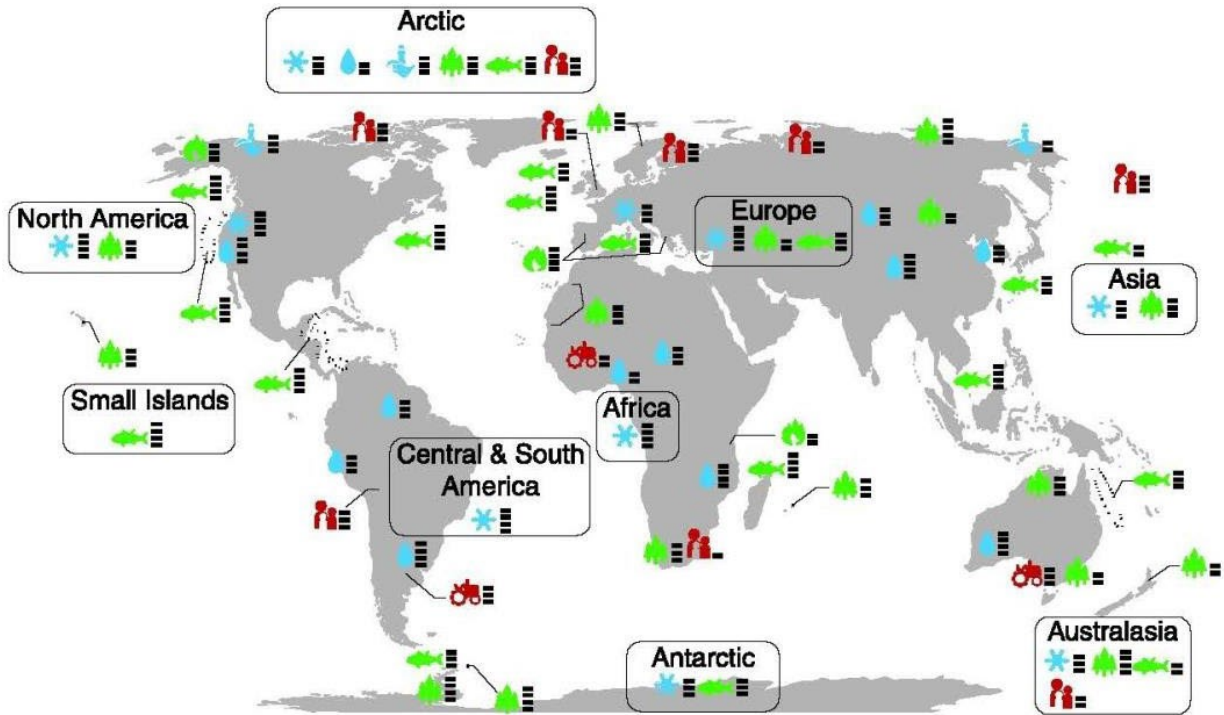 Arctic
North America
Europe
Asia
Small Islands
Africa
Central & South
America
Australasia
Antarctic